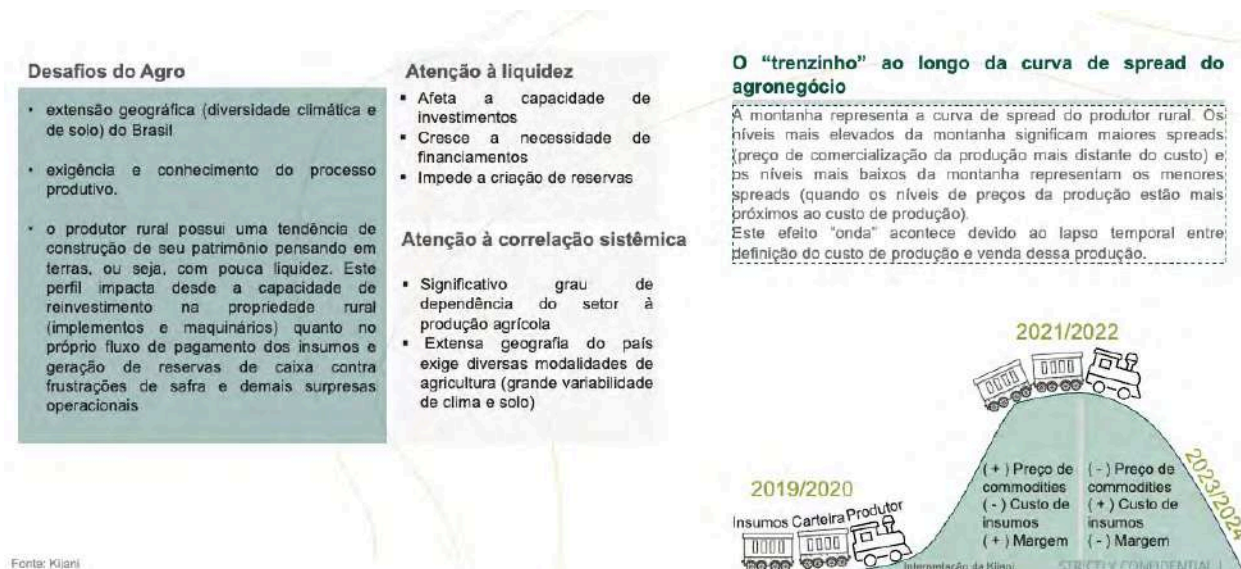 Desafios do Agro
• extensão geográfica (diversidade climática e
de solo) do Brasil
• exigência e conhecimento do processo
produtivo.
• o produtor rural possui uma tendência de
construção de seu patrimônio pensando em
terras, ou seja, com pouca liquidez. Este
perfil impacta desde a capacidade de
reinvestimento na propriedade rural
(implementos e maquinários) quanto no
próprio fluxo de pagamento dos insumos e
geração de reservas de caixa contra
frustrações de safra e demais surpresas
operacionais
Atenção à liquidez
▪ Afeta a capacidade de
investimentos
▪ Cresce a necessidade de
financiamentos
▪ Impede a criação de reservas
Atenção à correlação sistêmica
▪ Significativo grau de
dependência do setor à
produção agrícola
▪ Extensa geografia do país
exige diversas modalidades de
agricultura (grande variabilidade
de clima e solo)
O “trenzinho” ao longo da curva de spread do
agronegócio
A montanha representa a curva de spread do produtor rural. Os
níveis mais elevados da montanha significam maiores spreads
(preço de comercialização da produção mais distante do custo) e
os níveis mais baixos da montanha representam os menores
spreads (quando os níveis de preços da produção estão mais
próximos ao custo de produção).
Este efeito “onda” acontece devido ao lapso temporal entre
definição do custo de produção e venda dessa produção.
2021/2022
2019/2020
Insumos Carteira Produtor
( + ) Preço de
commodities
( - ) Custo de
insumos
( + ) Margem
( - ) Preço de
commodities
( + ) Custo de
insumos
( - ) Margem
2023/2024
Fonte: Kijani
Interpretação da Kijani
STRICTLY CONFIDENTIAL |